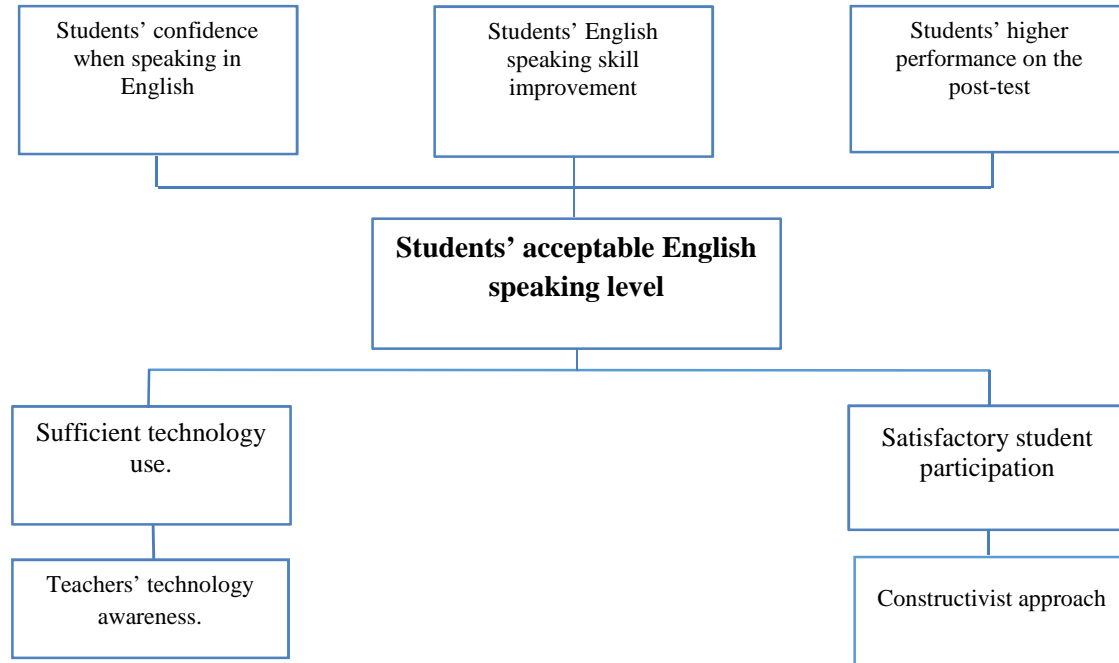 Students’ confidence
when speaking in
English
Students’ English
speaking skill
improvement
Students’ higher
performance on the
post-test
Students’ acceptable English
speaking level
Sufficient technology
use.
Satisfactory student
participation
Teachers’ technology
awareness.
Constructivist approach